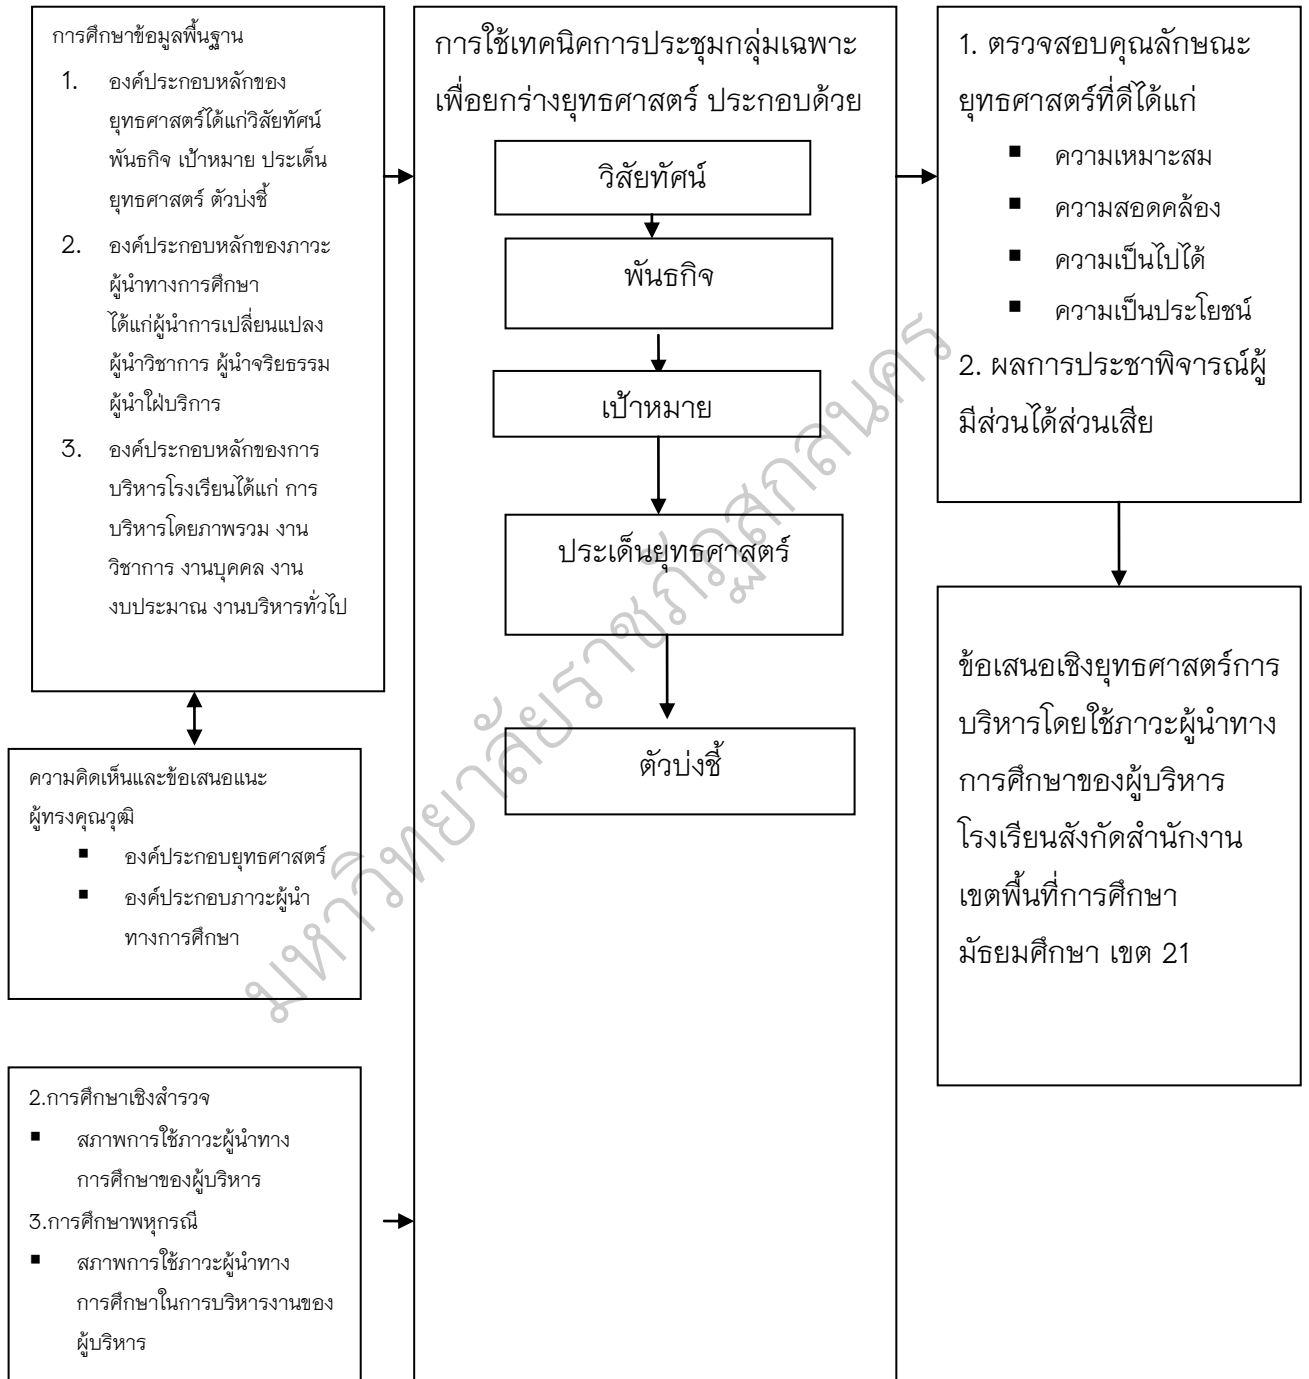 การศึกษาข้อมูลพื้นฐาน
1. องค์ประกอบหลักของ
ยุทธศาสตร์ได้แก่วิสัยทัศน์
พันธกิจ เป้าหมาย ประเด็น
ยุทธศาสตร์ ตัวบ่งชี้
2. องค์ประกอบหลักของภาวะ
ผู้นำทางการศึกษา
ได้แก่ผู้นำการเปลี่ยนแปลง
ผู้นำวิชาการ ผู้นำจริยธรรม
ผู้นำใฝ่บริการ
3. องค์ประกอบหลักของการ
บริหารโรงเรียนได้แก่ การ
บริหารโดยภาพรวม งาน
วิชาการ งานบุคคล งาน
งบประมาณ งานบริหารทั่วไป
ความคิดเห็นและข้อเสนอแนะ
ผู้ทรงคุณวุฒิ
▪ องค์ประกอบยุทธศาสตร์
▪ องค์ประกอบภาวะผู้นำ
ทางการศึกษา
2.การศึกษาเชิงสำรวจ
▪ สภาพการใช้ภาวะผู้นำทาง
การศึกษาของผู้บริหาร
3.การศึกษาพหุกรณี
▪ สภาพการใช้ภาวะผู้นำทาง
การศึกษาในการบริหารงานของ
ผู้บริหาร
การใช้เทคนิคการประชุมกลุ่มเฉพาะ
เพื่อยกร่างยุทธศาสตร์ ประกอบด้วย
วิสัยทัศน์
พันธกิจ
เป้าหมาย
ประเด็นยุทธศาสตร์
ตัวบ่งชี้
1. ตรวจสอบคุณลักษณะ
ยุทธศาสตร์ที่ดีได้แก่
▪ ความเหมาะสม
▪ ความสอดคล้อง
▪ ความเป็นไปได้
▪ ความเป็นประโยชน์
2. ผลการประชาพิจารณ์ผู้
มีส่วนได้ส่วนเสีย
ข้อเสนอเชิงยุทธศาสตร์การ
บริหารโดยใช้ภาวะผู้นำทาง
การศึกษาของผู้บริหาร
โรงเรียนสังกัดสำนักงาน
เขตพื้นที่การศึกษา
มัธยมศึกษา เขต 21
มหาวิทยาลัยราชภัฏสกลนคร